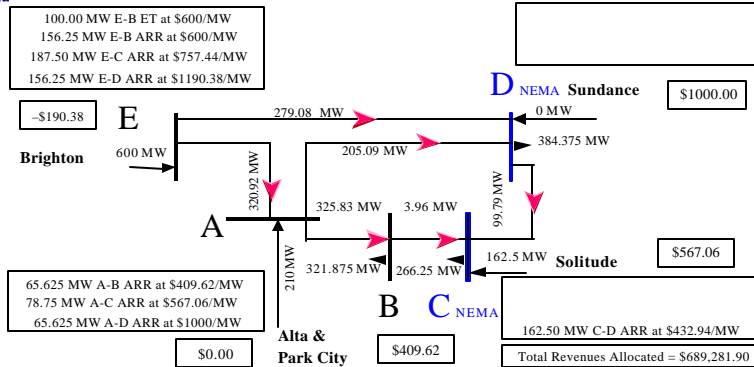 100.00 MW E-B ET at $600/MW
156.25 MW E-B ARR at $600/MW
187.50 MW E-C ARR at $757.44/MW
156.25 MW E-D ARR at $1190.38/MW
D NEMA Sundance
$1000.00
–$190.38
E
279.08 MW
0 MW
384.375 MW
Brighton
600 MW
205.09 MW
320.92 MW
99.79 MW
A
325.83 MW
3.96 MW
210 MW
321.875 MW
266.25 MW
162.5 MW
Solitude
$567.06
B
C NEMA
65.625 MW A-B ARR at $409.62/MW
78.75 MW A-C ARR at $567.06/MW
65.625 MW A-D ARR at $1000/MW
162.50 MW C-D ARR at $432.94/MW
$0.00
Alta &
Park City
$409.62
Total Revenues Allocated = $689,281.90